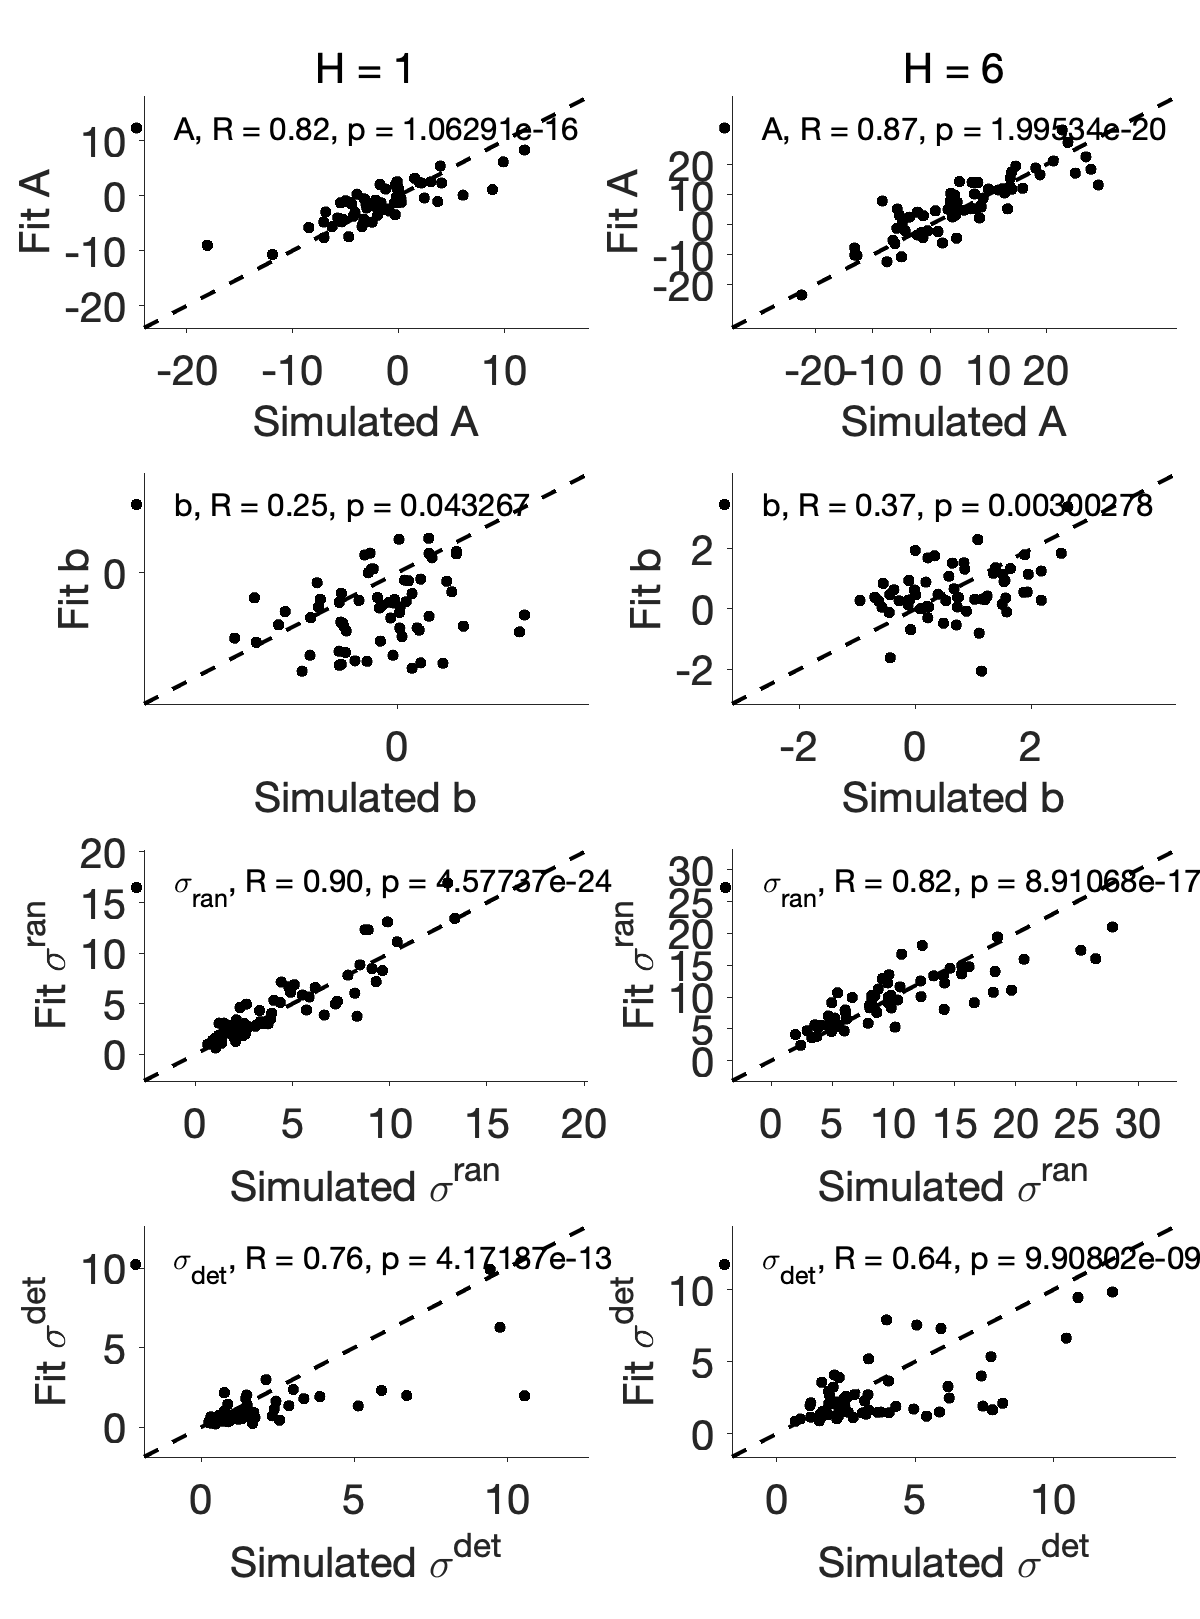 H = 1
H = 6
A, R = 0.82, p = 1.06291e-16
10
0
-10
-20
Fit A
-20 -10 0 10
Simulated A
A, R = 0.87, p = 1.99534e-20
20
10
0
-10
-20
Fit A
-20 -10 0 10 20
Simulated A
b, R = 0.25, p = 0.043267
0
Fit b
0
Simulated b
b, R = 0.37, p = 0.00300278
2
0
-2
Fit b
-2 0 2
Simulated b
σran, R = 0.90, p = 4.57737e-24
20
15
10
5
0
Fit σran
0 5 10 15 20
Simulated σran
σran, R = 0.82, p = 8.91068e-17
30
25
20
15
10
5
0
Fit σran
0 5 10 15 20 25 30
Simulated σran
σdet, R = 0.76, p = 4.17187e-13
10
5
0
Fit σdet
0 5 10
Simulated σdet
σdet, R = 0.64, p = 9.90802e-09
10
5
0
Fit σdet
0 5 10
Simulated σdet